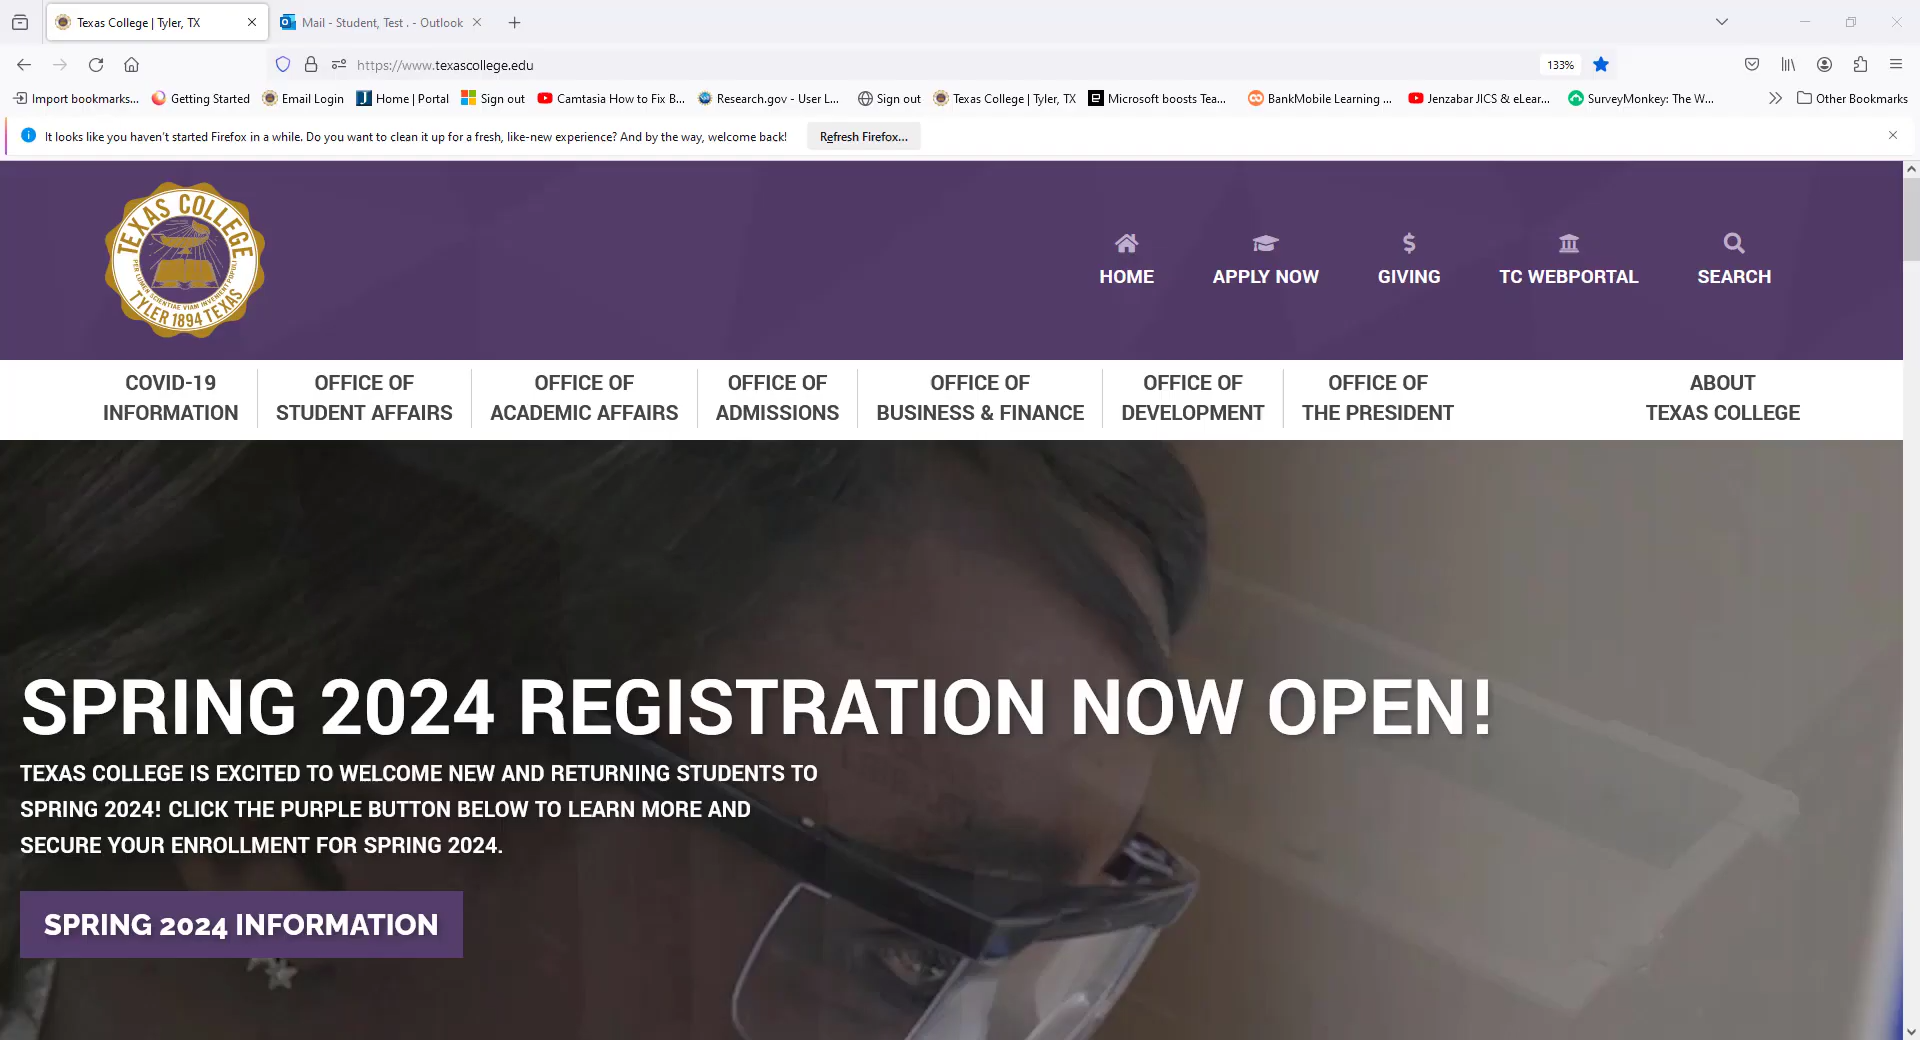 Texas College | Tyler, TX
Mail - Student, Test . - Outlook
https://www.texascollege.edu
133%
Import bookmarks...
Getting Started
Email Login
Home | Portal
Sign out
Camtasia How to Fix B...
Research.gov - User L...
Sign out
Texas College | Tyler, TX
Microsoft boosts Tea...
BankMobile Learning ...
Jenzabar JICS & eLear...
SurveyMonkey: The W...
Other Bookmarks
It looks like you haven't started Firefox in a while. Do you want to clean it up for a fresh, like-new experience? And by the way, welcome back!
Refresh Firefox...
TEXAS COLLEGE
PER LUMEN SCIENTIAE VIAM INVENIENT POPULI
TYLER 1894 TEXAS
HOME
APPLY NOW
GIVING
TC WEBPORTAL
SEARCH
COVID-19
INFORMATION
OFFICE OF
STUDENT AFFAIRS
OFFICE OF
ACADEMIC AFFAIRS
OFFICE OF
ADMISSIONS
OFFICE OF
BUSINESS & FINANCE
OFFICE OF
DEVELOPMENT
OFFICE OF
THE PRESIDENT
ABOUT
TEXAS COLLEGE
SPRING 2024 REGISTRATION NOW OPEN!
TEXAS COLLEGE IS EXCITED TO WELCOME NEW AND RETURNING STUDENTS TO
SPRING 2024! CLICK THE PURPLE BUTTON BELOW TO LEARN MORE AND
SECURE YOUR ENROLLMENT FOR SPRING 2024.
SPRING 2024 INFORMATION